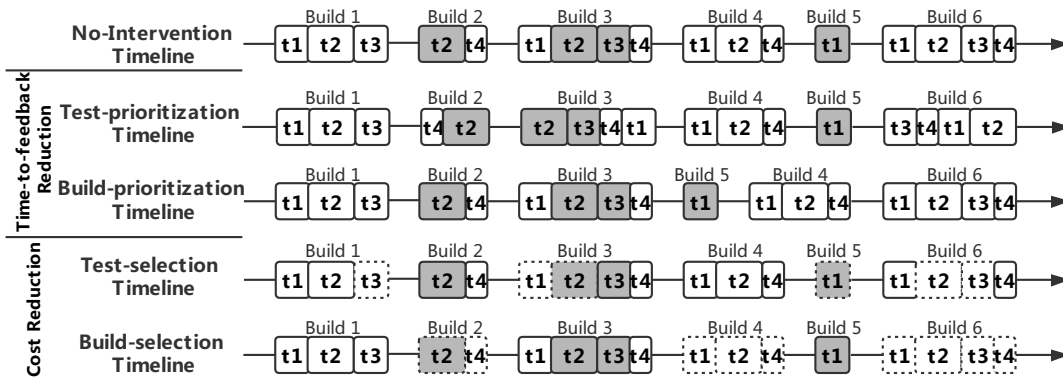 Build 1 Build 2 Build 3 Build 4 Build 5 Build 6
No-Intervention
Timeline
t1 t2 t3 t2 t4 t1 t2 t3 t4 t1 t2 t4 t1 t1 t2 t3 t4
Time-to-feedback
Reduction
Build 1 Build 2 Build 3 Build 4 Build 5 Build 6
Test-prioritization
Timeline
t1 t2 t3 t4 t2 t2 t3 t4 t1 t1 t2 t4 t1 t3 t4 t1 t2
Build 1 Build 2 Build 3 Build 5 Build 4 Build 6
Build-prioritization
Timeline
t1 t2 t3 t2 t4 t1 t2 t3 t4 t1 t1 t2 t4 t1 t2 t3 t4
Cost Reduction
Build 1 Build 2 Build 3 Build 4 Build 5 Build 6
Test-selection
Timeline
t1 t2 t3 t2 t4 t1 t2 t3 t4 t1 t2 t4 t1 t1 t2 t3 t4
Build 1 Build 2 Build 3 Build 4 Build 5 Build 6
Build-selection
Timeline
t1 t2 t3 t2 t4 t1 t2 t3 t4 t1 t2 t4 t1 t1 t2 t3 t4